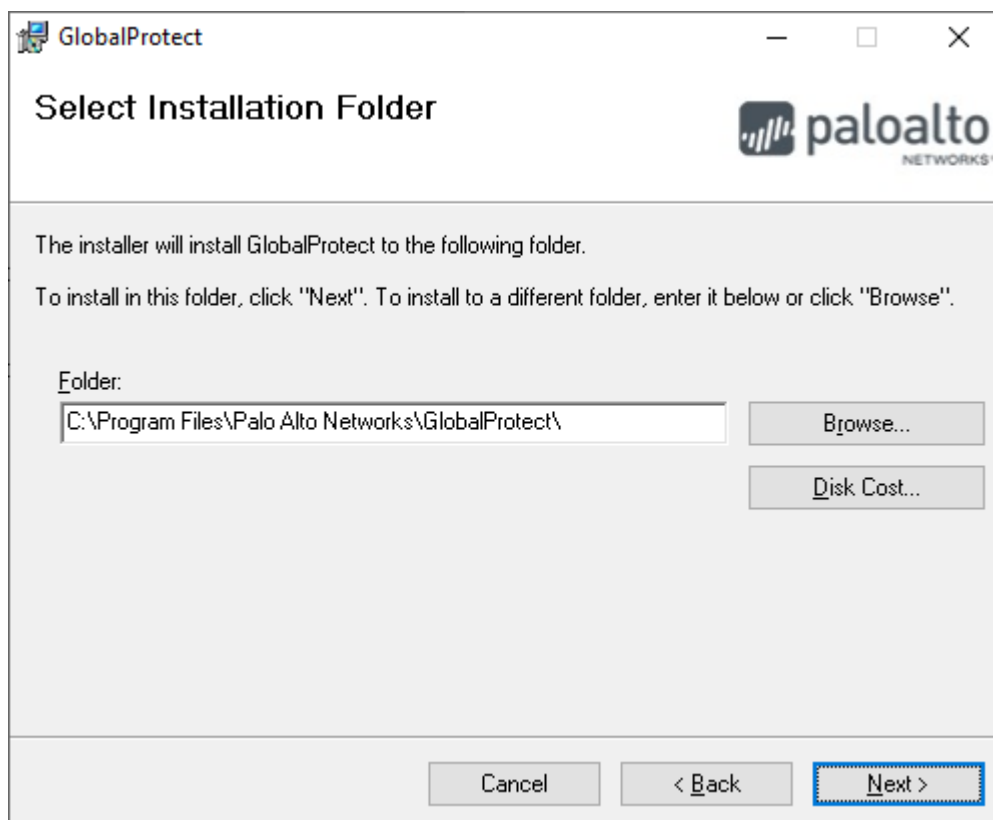 GlobalProtect
Select Installation Folder
paloalto
NETWORKS
The installer will install GlobalProtect to the following folder.
To install in this folder, click "Next". To install to a different folder, enter it below or click "Browse".
Folder:
C:\Program Files\Palo Alto Networks\GlobalProtect\
Browse...
Disk Cost...
Cancel
< Back
Next >